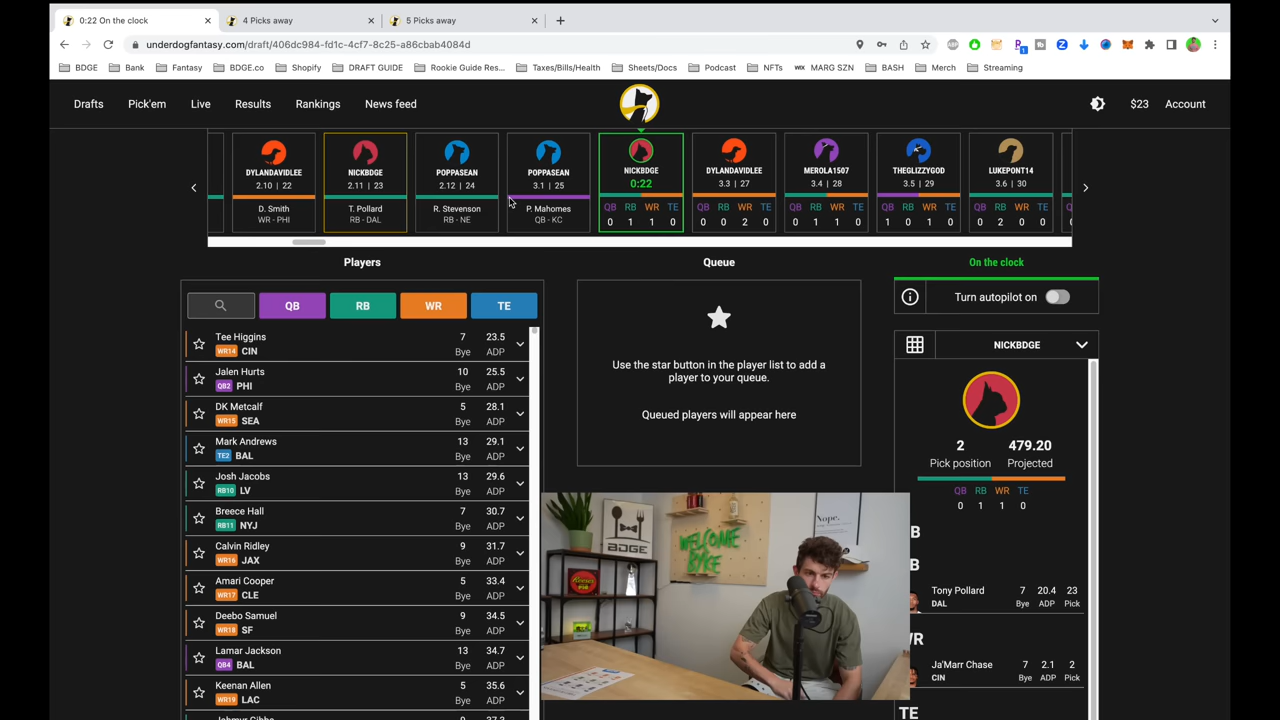 0:22 On the clock
4 Picks away
5 Picks away
underdogfantasy.com/draft/406dc984-fd1c-4cf7-8c25-a86cbab4084d
BDGE Bank Fantasy BDGE.co Shopify DRAFT GUIDE Rookie Guide Res... Taxes/Bills/Health Sheets/Docs Podcast NFTs WIX MARG SZN BASH Merch Streaming
Drafts Pick'em Live Results Rankings News feed $23 Account
DYLANDAVIDLEE
2.10 | 22
D. Smith
WR - PHI
NICKBDGE
2.11 | 23
T. Pollard
RB - DAL
POPPASEAN
2.12 | 24
R. Stevenson
RB - NE
POPPASEAN
3.1 | 25
P. Mahomes
QB - KC
NICKBDGE
0:22
QB RB WR TE
0 1 1 0
DYLANDAVIDLEE
3.3 | 27
QB RB WR TE
0 0 2 0
MEROLA1507
3.4 | 28
QB RB WR TE
0 1 1 0
THEGLIZZYGOD
3.5 | 29
QB RB WR TE
1 0 1 0
LUKEPONT14
3.6 | 30
QB RB WR TE
0 2 0 0
Players
QB RB WR TE
Tee Higgins 7 23.5
WR14 CIN Bye ADP
Jalen Hurts 10 25.5
QB2 PHI Bye ADP
DK Metcalf 5 28.1
WR15 SEA Bye ADP
Mark Andrews 13 29.1
TE2 BAL Bye ADP
Josh Jacobs 13 29.6
RB10 LV Bye ADP
Breece Hall 7 30.7
RB11 NYJ Bye ADP
Calvin Ridley 9 31.7
WR16 JAX Bye ADP
Amari Cooper 5 33.4
WR17 CLE Bye ADP
Deebo Samuel 9 34.5
WR18 SF Bye ADP
Lamar Jackson 13 34.7
QB4 BAL Bye ADP
Keenan Allen 5 35.6
WR19 LAC Bye ADP
Queue
Use the star button in the player list to add a
player to your queue.
Queued players will appear here
On the clock
Turn autopilot on
NICKBDGE
2 479.20
Pick position Projected
QB RB WR TE
0 1 1 0
Tony Pollard 7 20.4 23
DAL Bye ADP Pick
Ja'Marr Chase 7 2.1 2
CIN Bye ADP Pick
TE
BDGE
WELCOME
BYKE
Nope.